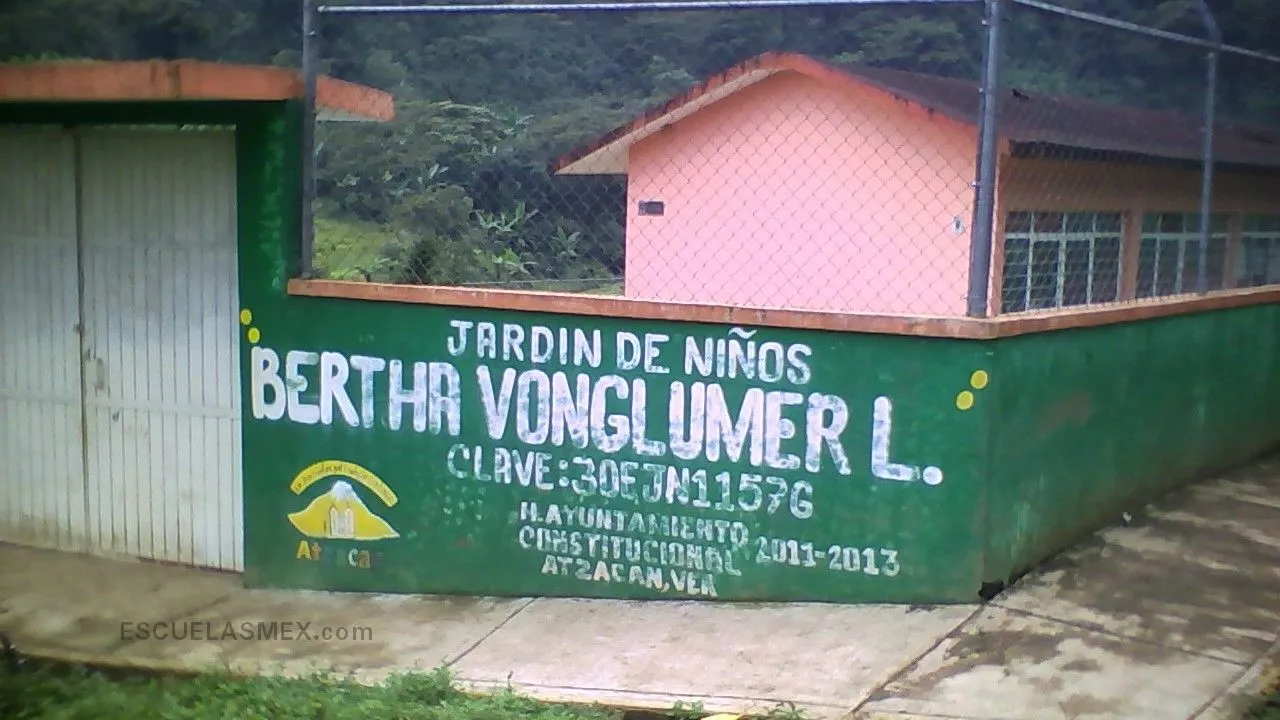 JARDIN DE NIÑOS
BERTHA VONGLUMER L.
CLAVE:30EJN1157G
H.AYUNTAMIENTO
CONSTITUCIONAL 2011-2013
ATZACAN,VER
ESCUELASMEX.com